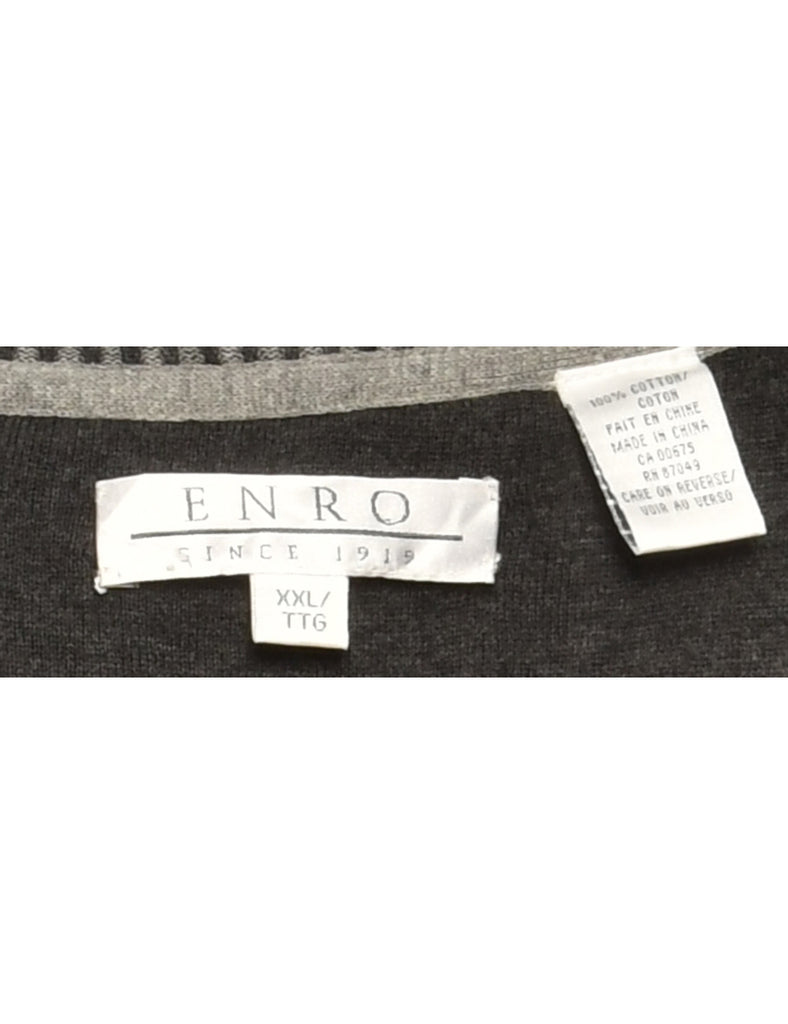 ENRO
SINCE 1919
XXL/
TTG
100% COTTON/
COTON
FAIT EN CHINE
MADE IN CHINA
CA 00675
RN 87049
CARE ON REVERSE/
VOIR AU VERSO